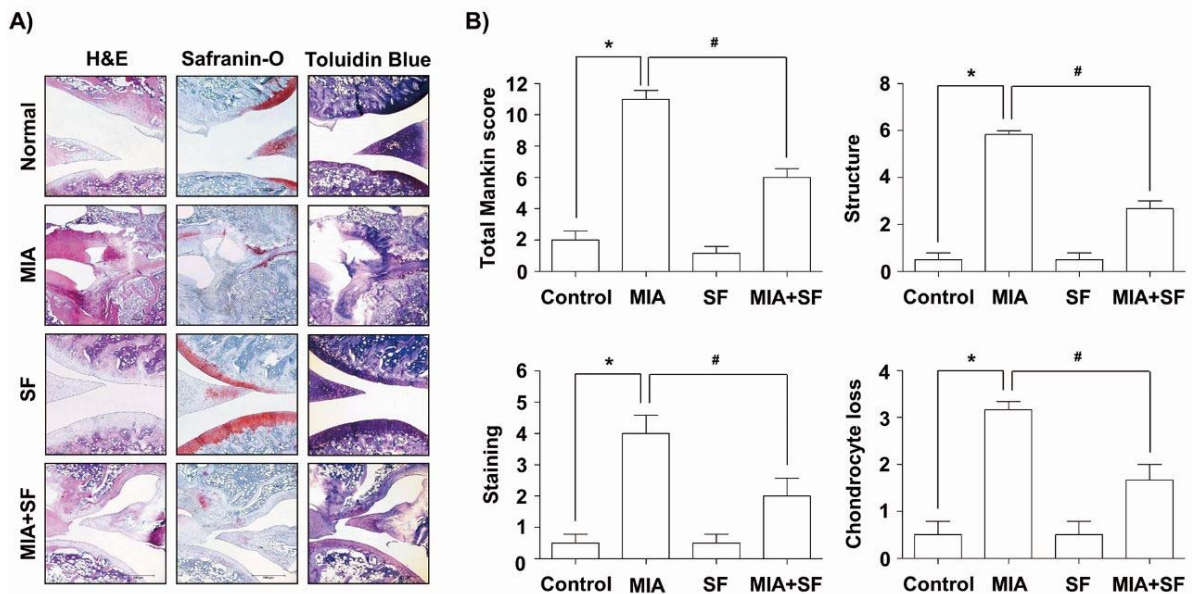 A)
H&E Safranin-O Toluidin Blue
Normal
MIA
SF
MIA+SF
B)
* #
Total Mankin score
12
10
8
6
4
2
0
Control MIA SF MIA+SF
* #
Structure
8
6
4
2
0
Control MIA SF MIA+SF
* #
Staining
6
5
4
3
2
1
0
Control MIA SF MIA+SF
* #
Chondrocyte loss
4
3
2
1
0
Control MIA SF MIA+SF